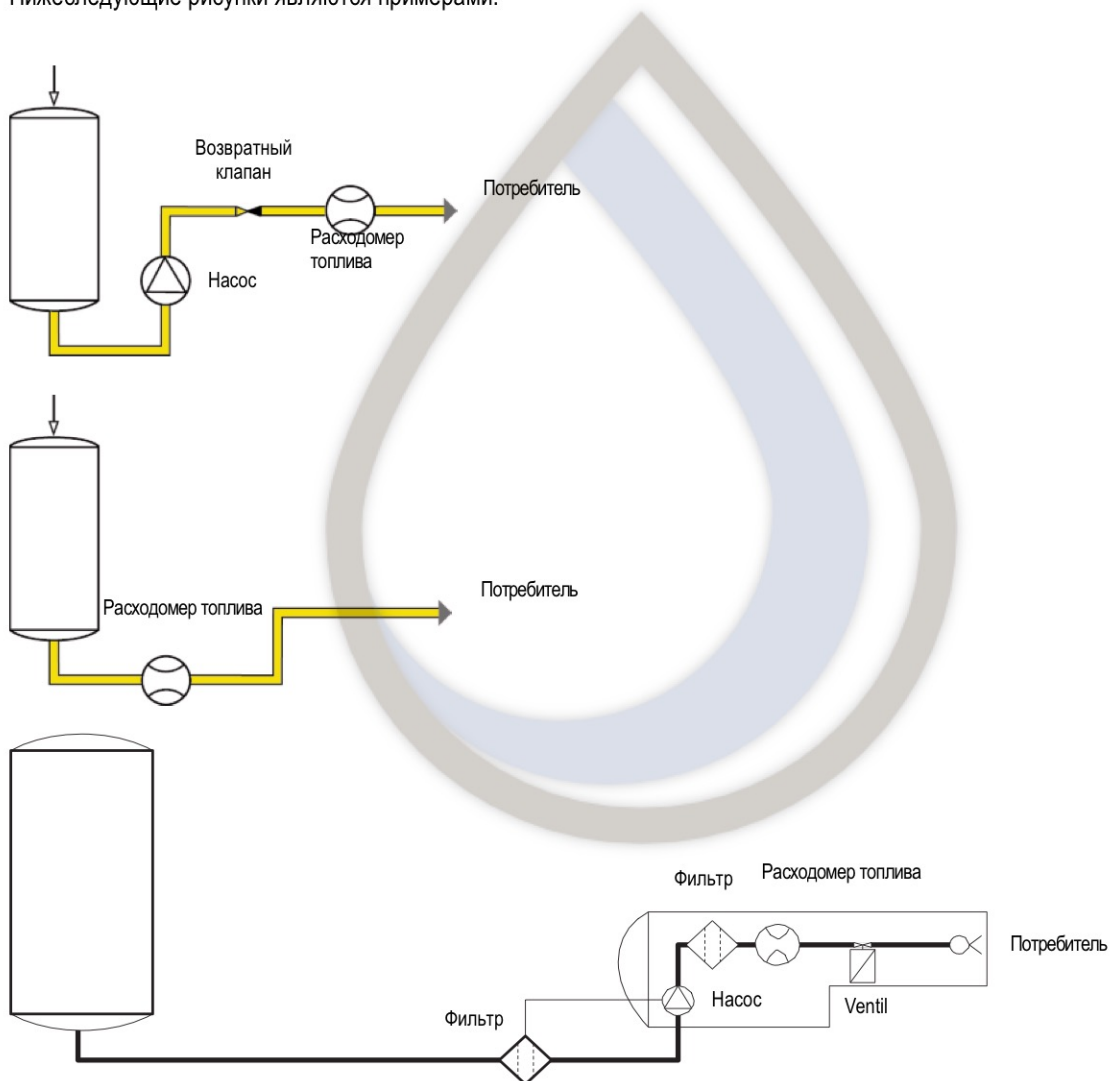 Нижеследующие рисунки являются примерами.
Возвратный
клапан
Потребитель
Расходомер
топлива
Насос
Потребитель
Расходомер топлива
Фильтр
Расходомер топлива
Потребитель
Насос
Ventil
Фильтр